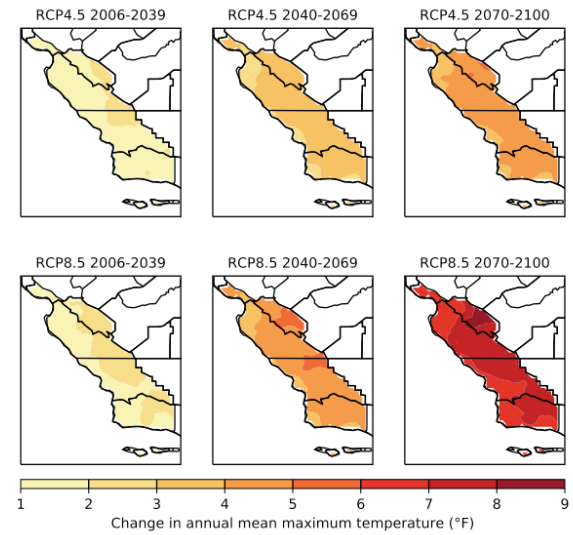 RCP4.5 2006-2039 RCP4.5 2040-2069 RCP4.5 2070-2100
RCP8.5 2006-2039 RCP8.5 2040-2069 RCP8.5 2070-2100
1 2 3 4 5 6 7 8 9
Change in annual mean maximum temperature (°F)